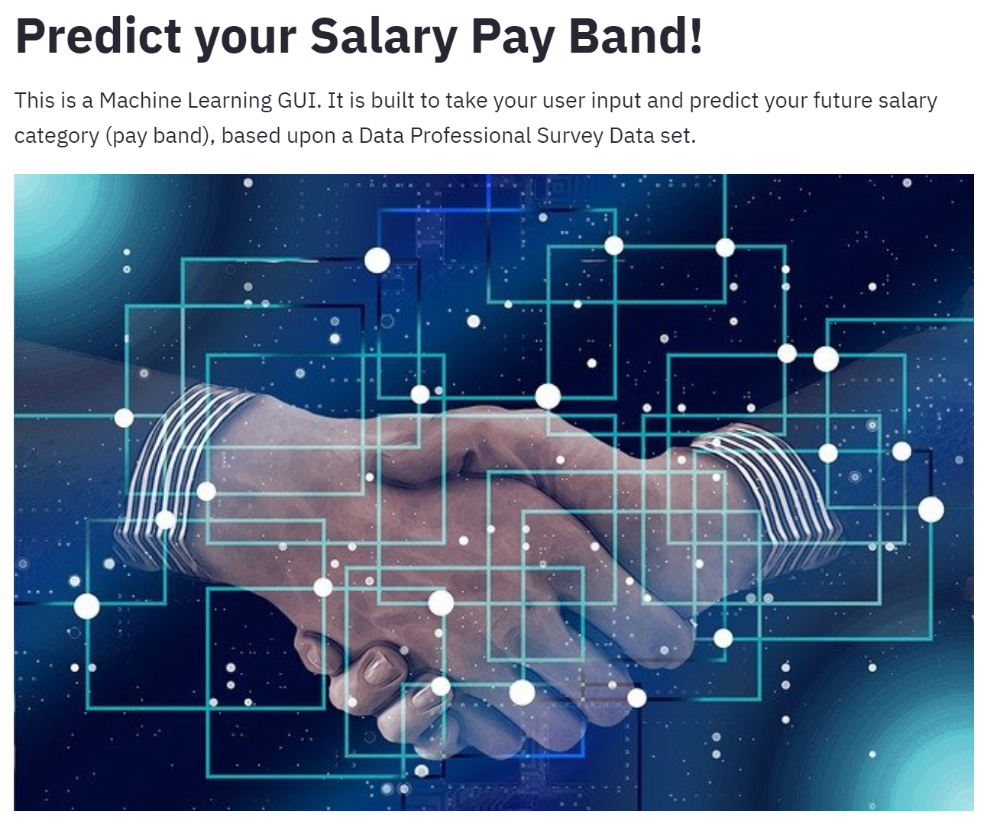 Predict your Salary Pay Band!
This is a Machine Learning GUI. It is built to take your user input and predict your future salary
category (pay band), based upon a Data Professional Survey Data set.